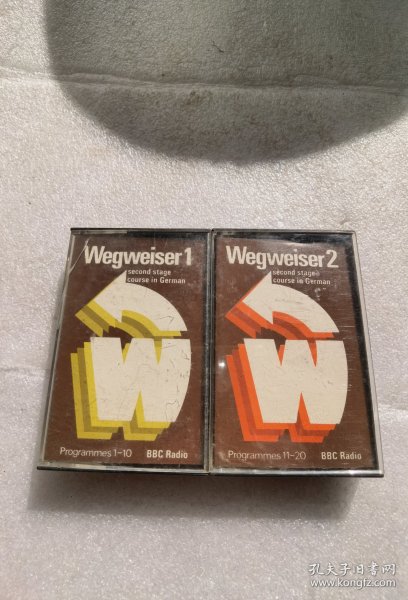 Wegweiser 1
second stage
course in German
W
Programmes 1-10 BBC Radio
Wegweiser 2
second stage
course in German
W
Programmes 11-20 BBC Radio
孔夫子旧书网
www.kongfz.com